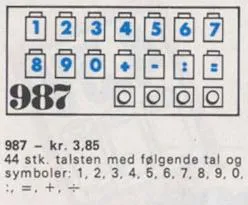 1 2 3 4 5 6 7
8 9 0 + - : =
987
987 – kr. 3,85
44 stk. talsten med følgende tal og
symboler: 1, 2, 3, 4, 5, 6, 7, 8, 9, 0,
:, =, +, ÷